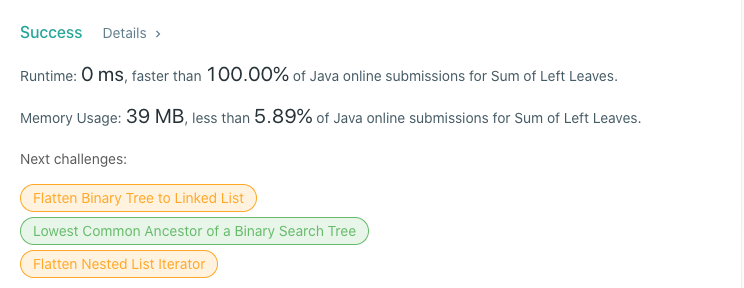 Success Details >
Runtime: 0 ms, faster than 100.00% of Java online submissions for Sum of Left Leaves.
Memory Usage: 39 MB, less than 5.89% of Java online submissions for Sum of Left Leaves.
Next challenges:
Flatten Binary Tree to Linked List
Lowest Common Ancestor of a Binary Search Tree
Flatten Nested List Iterator